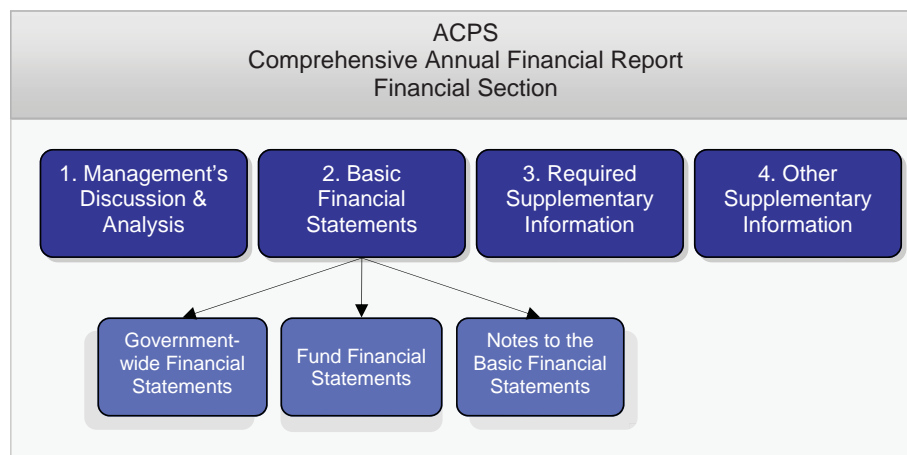 ACPS
Comprehensive Annual Financial Report
Financial Section
1. Management's
Discussion &
Analysis
2. Basic
Financial
Statements
3. Required
Supplementary
Information
4. Other
Supplementary
Information
Government-
wide Financial
Statements
Fund Financial
Statements
Notes to the
Basic Financial
Statements